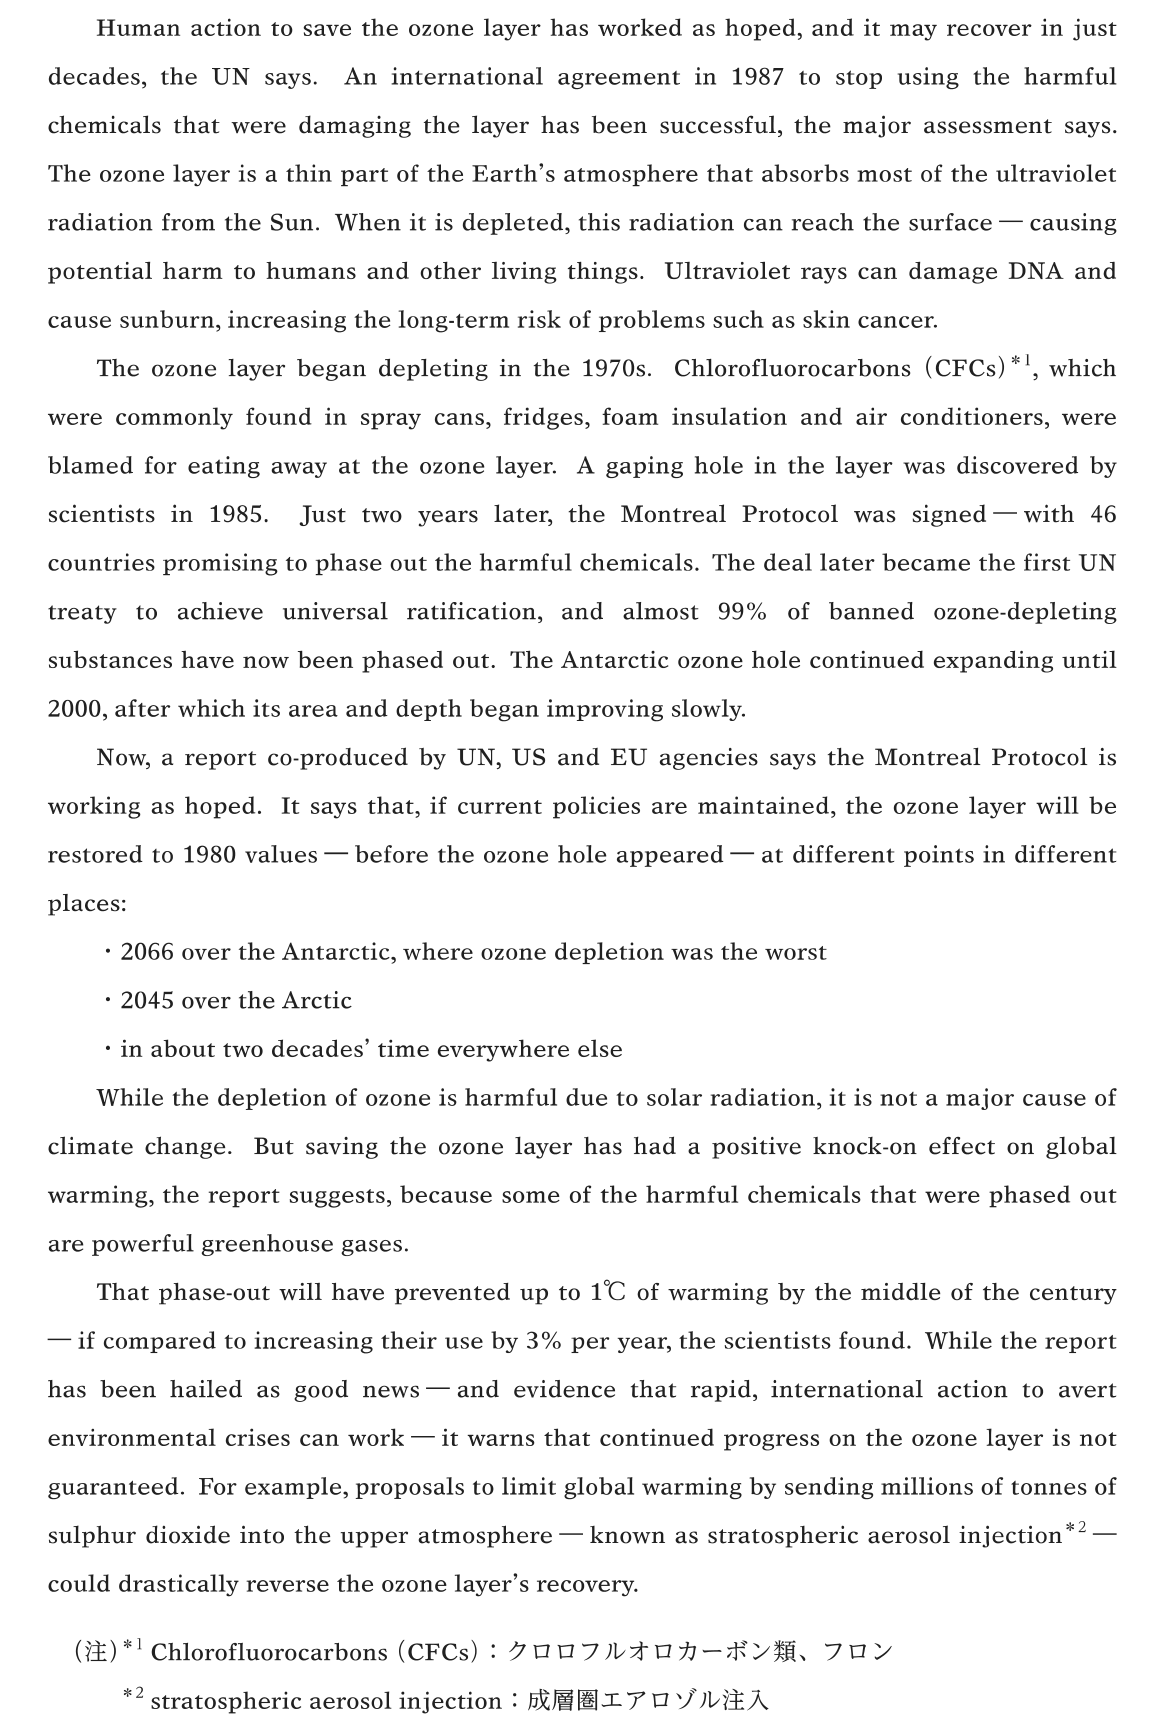 Human action to save the ozone layer has worked as hoped, and it may recover in just
decades, the UN says. An international agreement in 1987 to stop using the harmful
chemicals that were damaging the layer has been successful, the major assessment says.
The ozone layer is a thin part of the Earth's atmosphere that absorbs most of the ultraviolet
radiation from the Sun. When it is depleted, this radiation can reach the surface — causing
potential harm to humans and other living things. Ultraviolet rays can damage DNA and
cause sunburn, increasing the long-term risk of problems such as skin cancer.
The ozone layer began depleting in the 1970s. Chlorofluorocarbons (CFCs)*1, which
were commonly found in spray cans, fridges, foam insulation and air conditioners, were
blamed for eating away at the ozone layer. A gaping hole in the layer was discovered by
scientists in 1985. Just two years later, the Montreal Protocol was signed — with 46
countries promising to phase out the harmful chemicals. The deal later became the first UN
treaty to achieve universal ratification, and almost 99% of banned ozone-depleting
substances have now been phased out. The Antarctic ozone hole continued expanding until
2000, after which its area and depth began improving slowly.
Now, a report co-produced by UN, US and EU agencies says the Montreal Protocol is
working as hoped. It says that, if current policies are maintained, the ozone layer will be
restored to 1980 values — before the ozone hole appeared — at different points in different
places:
・2066 over the Antarctic, where ozone depletion was the worst
・2045 over the Arctic
・in about two decades' time everywhere else
While the depletion of ozone is harmful due to solar radiation, it is not a major cause of
climate change. But saving the ozone layer has had a positive knock-on effect on global
warming, the report suggests, because some of the harmful chemicals that were phased out
are powerful greenhouse gases.
That phase-out will have prevented up to 1℃ of warming by the middle of the century
— if compared to increasing their use by 3% per year, the scientists found. While the report
has been hailed as good news — and evidence that rapid, international action to avert
environmental crises can work — it warns that continued progress on the ozone layer is not
guaranteed. For example, proposals to limit global warming by sending millions of tonnes of
sulphur dioxide into the upper atmosphere — known as stratospheric aerosol injection*2 —
could drastically reverse the ozone layer's recovery.
（注）*1 Chlorofluorocarbons (CFCs)：クロロフルオロカーボン類、フロン
*2 stratospheric aerosol injection：成層圏エアロゾル注入